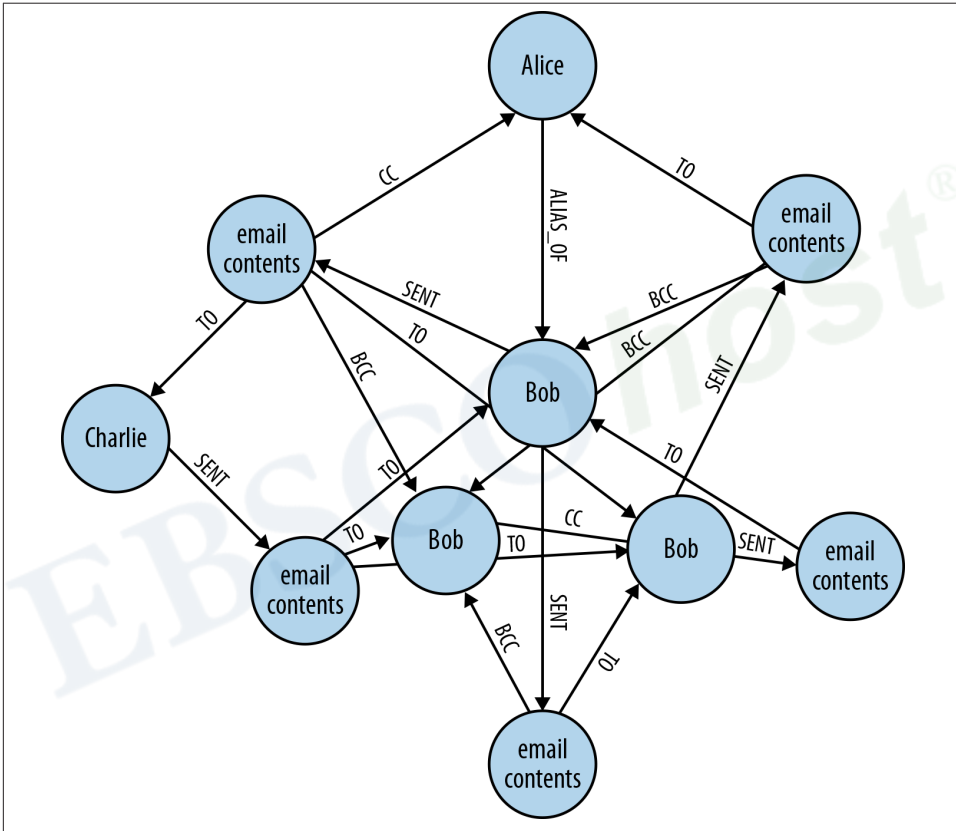 Alice
CC
TO
ALIAS_OF
email
contents
email
contents
SENT
BCC
TO
TO
BCC
BCC
SENT
Bob
Charlie
TO
SENT
TO
CC
TO
TO
Bob
Bob
SENT
email
contents
email
contents
SENT
BCC
TO
email
contents
EBSCOhost®